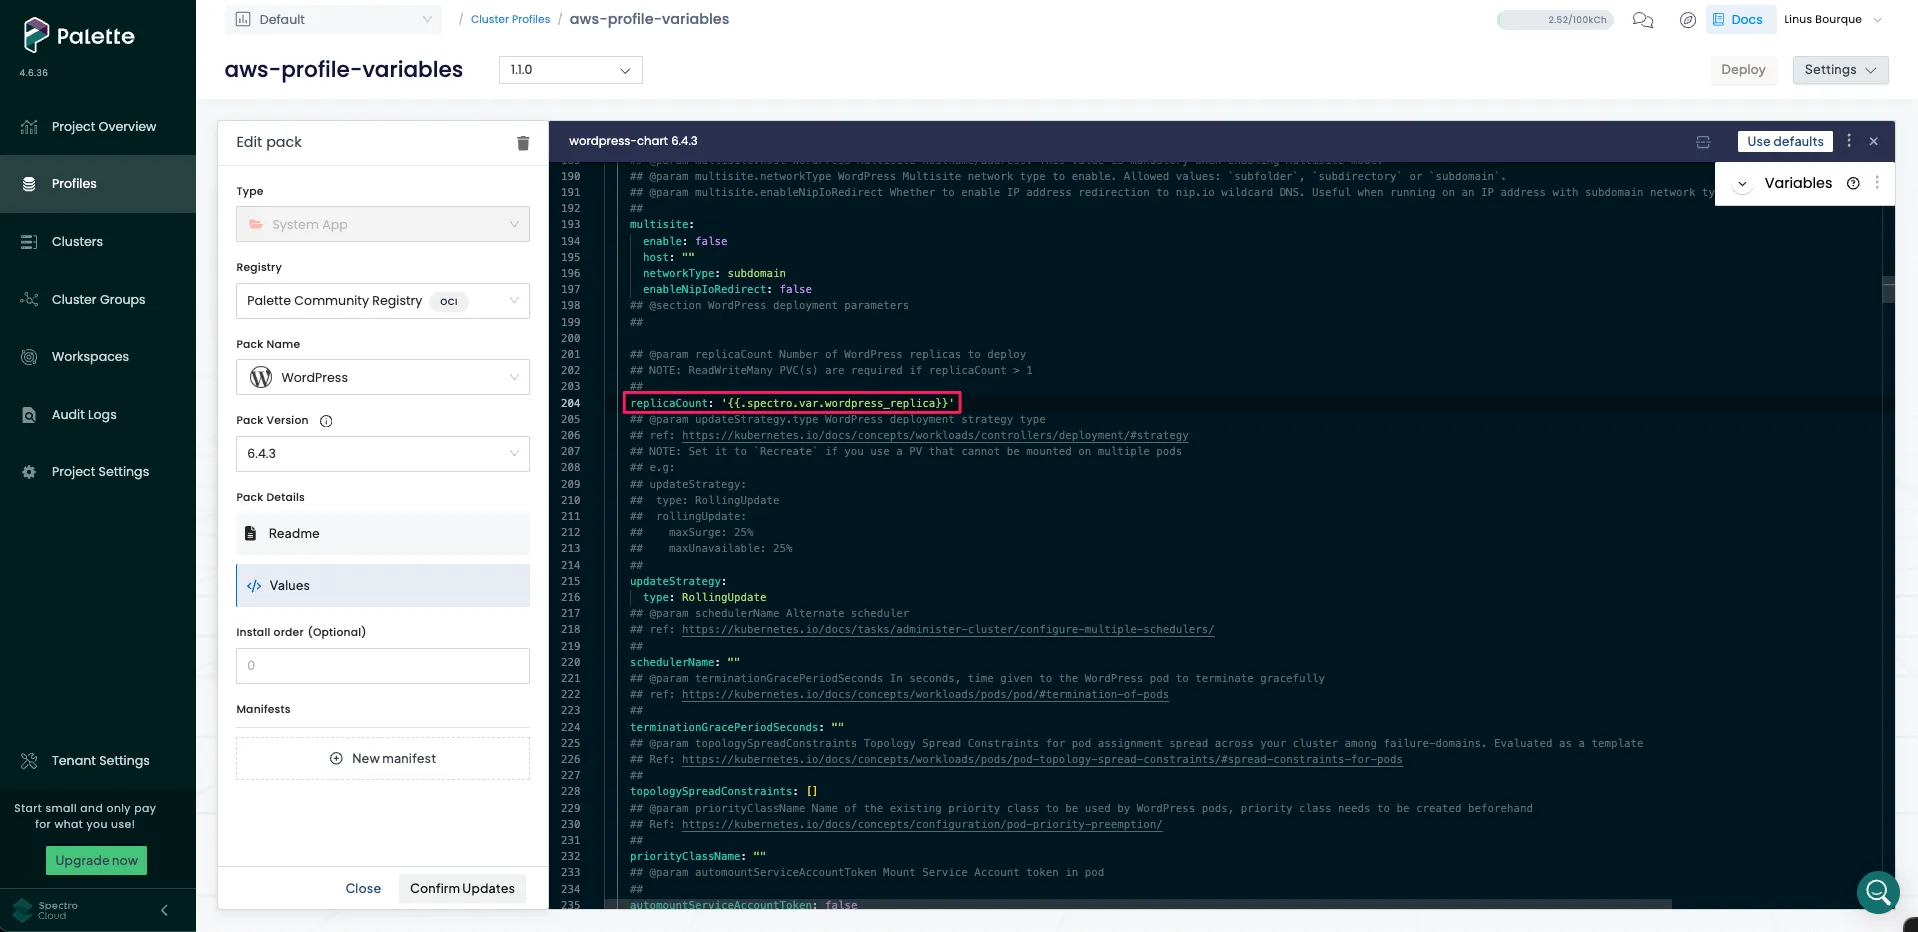 Palette
4.6.36
Project Overview
Profiles
Clusters
Cluster Groups
Workspaces
Audit Logs
Project Settings
Tenant Settings
Start small and only pay
for what you use!
Upgrade now
Spectro
Cloud
Default
/ Cluster Profiles / aws-profile-variables
2.52/100kCh
Docs
Linus Bourque
aws-profile-variables
1.1.0
Deploy
Settings
Edit pack
Type
System App
Registry
Palette Community Registry OCI
Pack Name
WordPress
Pack Version
6.4.3
Pack Details
Readme
Values
Install order (Optional)
0
Manifests
New manifest
Close
Confirm Updates
wordpress-chart 6.4.3
Use defaults
Variables
190 ## @param multisite.networkType WordPress Multisite network type to enable. Allowed values: `subfolder`, `subdirectory` or `subdomain`.
191 ## @param multisite.enableNipIoRedirect Whether to enable IP address redirection to nip.io wildcard DNS. Useful when running on an IP address with subdomain network ty
192 ##
193 multisite:
194 enable: false
195 host: ""
196 networkType: subdomain
197 enableNipIoRedirect: false
198 ## @section WordPress deployment parameters
199 ##
200
201 ## @param replicaCount Number of WordPress replicas to deploy
202 ## NOTE: ReadWriteMany PVC(s) are required if replicaCount > 1
203 ##
204 replicaCount: '{{.spectro.var.wordpress_replica}}'
205 ## @param updateStrategy.type WordPress deployment strategy type
206 ## ref: https://kubernetes.io/docs/concepts/workloads/controllers/deployment/#strategy
207 ## NOTE: Set it to `Recreate` if you use a PV that cannot be mounted on multiple pods
208 ## e.g:
209 ## updateStrategy:
210 ##  type: RollingUpdate
211 ##  rollingUpdate:
212 ##    maxSurge: 25%
213 ##    maxUnavailable: 25%
214 ##
215 updateStrategy:
216 type: RollingUpdate
217 ## @param schedulerName Alternate scheduler
218 ## ref: https://kubernetes.io/docs/tasks/administer-cluster/configure-multiple-schedulers/
219 ##
220 schedulerName: ""
221 ## @param terminationGracePeriodSeconds In seconds, time given to the WordPress pod to terminate gracefully
222 ## ref: https://kubernetes.io/docs/concepts/workloads/pods/pod/#termination-of-pods
223 ##
224 terminationGracePeriodSeconds: ""
225 ## @param topologySpreadConstraints Topology Spread Constraints for pod assignment spread across your cluster among failure-domains. Evaluated as a template
226 ## Ref: https://kubernetes.io/docs/concepts/workloads/pods/pod-topology-spread-constraints/#spread-constraints-for-pods
227 ##
228 topologySpreadConstraints: []
229 ## @param priorityClassName Name of the existing priority class to be used by WordPress pods, priority class needs to be created beforehand
230 ## Ref: https://kubernetes.io/docs/concepts/configuration/pod-priority-preemption/
231 ##
232 priorityClassName: ""
233 ## @param automountServiceAccountToken Mount Service Account token in pod
234 ##
235 automountServiceAccountToken: false